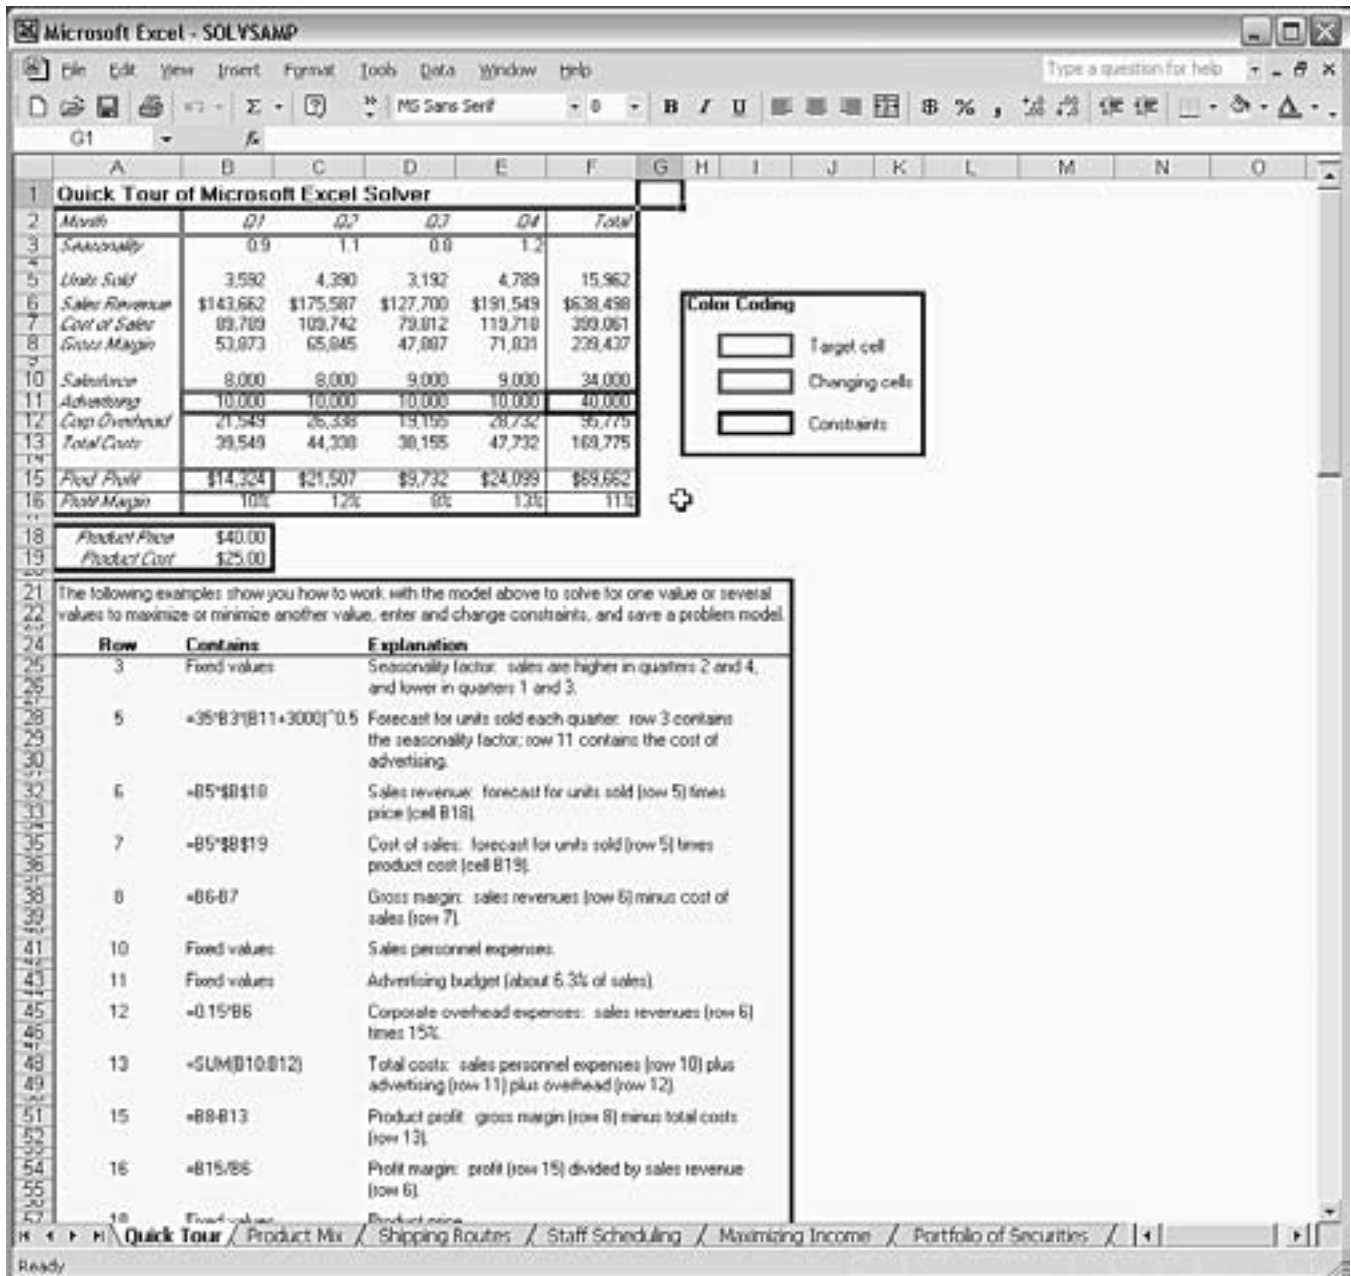 Microsoft Excel - SOLVSAMP
File Edit View Insert Format Tools Data Window Help Type a question for help
MS Sans Serif 8 B I U $ % ,
G1 fx
A B C D E F G H I J K L M N O
1 Quick Tour of Microsoft Excel Solver
2 Month Q1 Q2 Q3 Q4 Total
3 Seasonality 0.9 1.1 0.8 1.2
5 Units Sold 3,592 4,390 3,192 4,789 15,962
6 Sales Revenue $143,662 $175,587 $127,700 $191,549 $638,498
7 Cost of Sales 89,789 109,742 79,812 119,718 399,061
8 Gross Margin 53,873 65,845 47,887 71,831 239,437
10 Salesforce 8,000 8,000 9,000 9,000 34,000
11 Advertising 10,000 10,000 10,000 10,000 40,000
12 Corp Overhead 21,549 26,338 19,155 28,732 95,775
13 Total Costs 39,549 44,338 38,155 47,732 169,775
15 Prod. Profit $14,324 $21,507 $9,732 $24,099 $69,662
16 Profit Margin 10% 12% 8% 13% 11%
18 Product Price $40.00
19 Product Cost $25.00
Color Coding
Target cell
Changing cells
Constraints
21 The following examples show you how to work with the model above to solve for one value or several
22 values to maximize or minimize another value, enter and change constraints, and save a problem model.
24 Row Contains Explanation
25 3 Fixed values Seasonality factor: sales are higher in quarters 2 and 4,
26 and lower in quarters 1 and 3.
28 5 =35*B3*(B11+3000)^0.5 Forecast for units sold each quarter: row 3 contains
29 the seasonality factor; row 11 contains the cost of
30 advertising.
32 6 =B5*$B$18 Sales revenue: forecast for units sold (row 5) times
33 price (cell B18).
35 7 =B5*$B$19 Cost of sales: forecast for units sold (row 5) times
36 product cost (cell B19).
38 8 =B6-B7 Gross margin: sales revenues (row 6) minus cost of
39 sales (row 7).
41 10 Fixed values Sales personnel expenses.
43 11 Fixed values Advertising budget (about 6.3% of sales).
45 12 =0.15*B6 Corporate overhead expenses: sales revenues (row 6)
46 times 15%.
48 13 =SUM(B10:B12) Total costs: sales personnel expenses (row 10) plus
49 advertising (row 11) plus overhead (row 12).
51 15 =B8-B13 Product profit: gross margin (row 8) minus total costs
52 (row 13).
54 16 =B15/B6 Profit margin: profit (row 15) divided by sales revenue
55 (row 6).
57 18 Fixed values Product price
Quick Tour Product Mix Shipping Routes Staff Scheduling Maximizing Income Portfolio of Securities
Ready